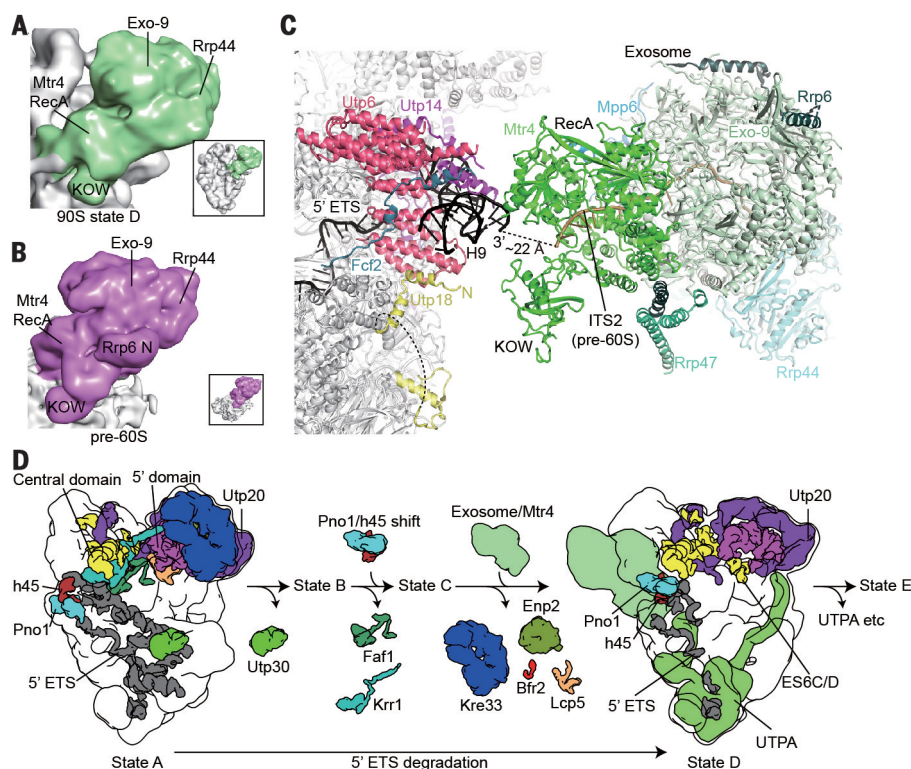 A
Exo-9
Rrp44
Mtr4
RecA
KOW
90S state D
B
Exo-9
Rrp44
Mtr4
RecA
Rrp6 N
KOW
pre-60S
C
Exosome
Utp6
Utp14
Mpp6
Rrp6
Mtr4
RecA
Exo-9
5' ETS
3'
~22 Å
H9
Fcf2
Utp18
N
ITS2
(pre-60S)
KOW
Rrp47
Rrp44
D
Central domain
5' domain
Utp20
Pno1/h45 shift
Exosome/Mtr4
Utp20
h45
State B
State C
State E
Pno1
Enp2
Pno1
UTPA etc
h45
Utp30
Faf1
5' ETS
Bfr2
Lcp5
5' ETS
ES6C/D
Krr1
Kre33
UTPA
State A
5' ETS degradation
State D